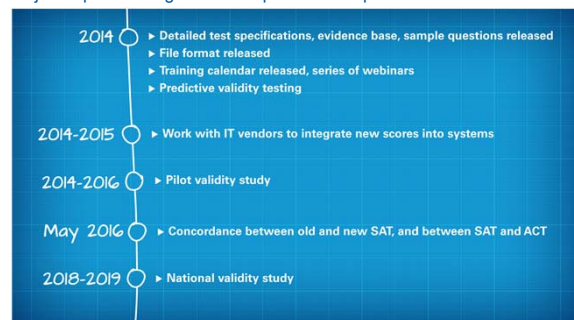 2014
▸ Detailed test specifications, evidence base, sample questions released
▸ File format released
▸ Training calendar released, series of webinars
▸ Predictive validity testing
2014-2015
▸ Work with IT vendors to integrate new scores into systems
2014-2016
▸ Pilot validity study
May 2016
▸ Concordance between old and new SAT, and between SAT and ACT
2018-2019
▸ National validity study